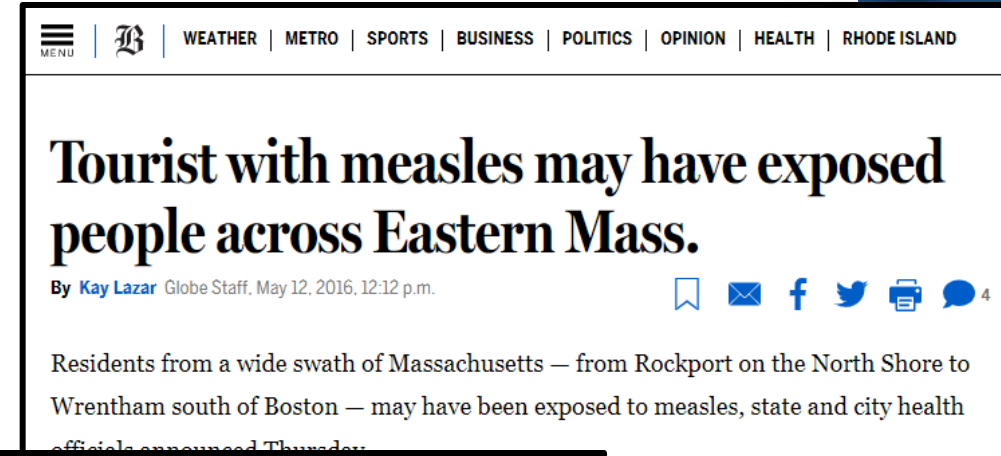 MENU | B | WEATHER | METRO | SPORTS | BUSINESS | POLITICS | OPINION | HEALTH | RHODE ISLAND
Tourist with measles may have exposed
people across Eastern Mass.
By Kay Lazar Globe Staff, May 12, 2016, 12:12 p.m.
4
Residents from a wide swath of Massachusetts — from Rockport on the North Shore to
Wrentham south of Boston — may have been exposed to measles, state and city health
officials announced Thursday